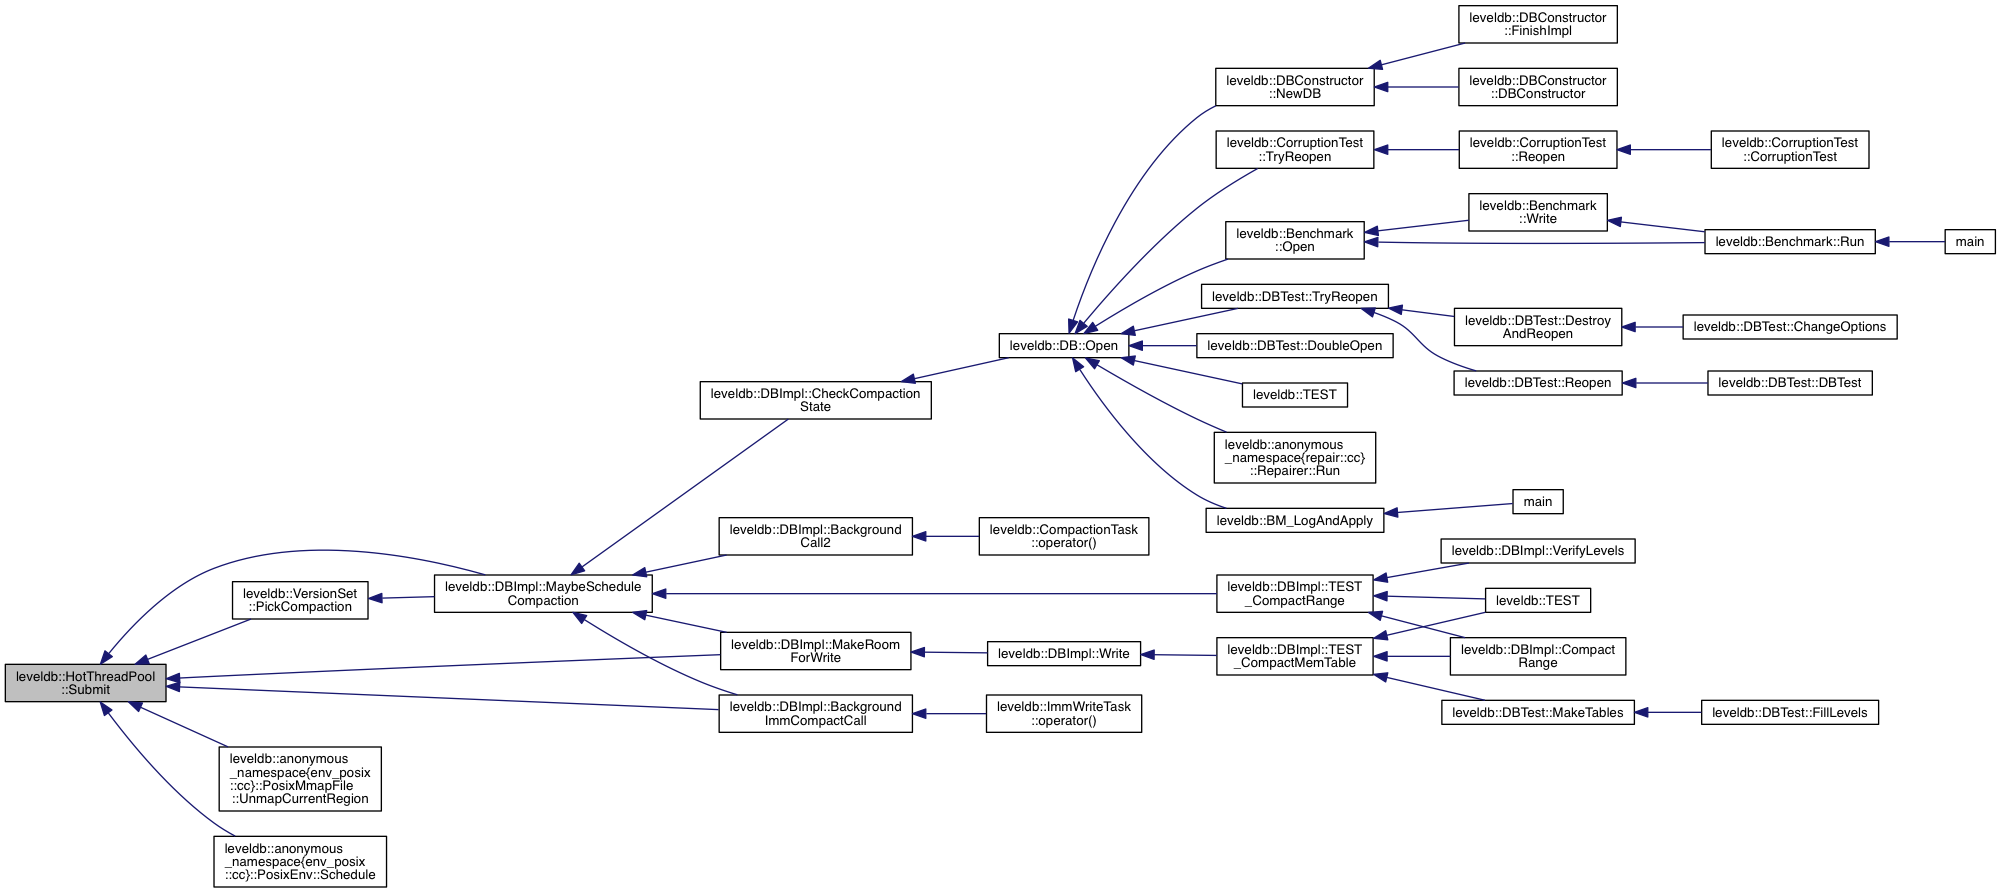 leveldb::DBConstructor
::FinishImpl
leveldb::DBConstructor
::NewDB
leveldb::DBConstructor
::DBConstructor
leveldb::CorruptionTest
::TryReopen
leveldb::CorruptionTest
::Reopen
leveldb::CorruptionTest
::CorruptionTest
leveldb::Benchmark
::Write
leveldb::Benchmark
::Open
leveldb::Benchmark::Run
main
leveldb::DBTest::TryReopen
leveldb::DBTest::Destroy
AndReopen
leveldb::DBTest::ChangeOptions
leveldb::DB::Open
leveldb::DBTest::DoubleOpen
leveldb::DBTest::Reopen
leveldb::DBTest::DBTest
leveldb::DBImpl::CheckCompaction
State
leveldb::TEST
leveldb::anonymous
_namespace{repair::cc}
::Repairer::Run
main
leveldb::BM_LogAndApply
leveldb::DBImpl::Background
Call2
leveldb::CompactionTask
::operator()
leveldb::DBImpl::VerifyLevels
leveldb::VersionSet
::PickCompaction
leveldb::DBImpl::MaybeSchedule
Compaction
leveldb::DBImpl::TEST
_CompactRange
leveldb::TEST
leveldb::DBImpl::MakeRoom
ForWrite
leveldb::DBImpl::Write
leveldb::DBImpl::TEST
_CompactMemTable
leveldb::DBImpl::Compact
Range
leveldb::HotThreadPool
::Submit
leveldb::DBImpl::Background
ImmCompactCall
leveldb::ImmWriteTask
::operator()
leveldb::DBTest::MakeTables
leveldb::DBTest::FillLevels
leveldb::anonymous
_namespace{env_posix
::cc}::PosixMmapFile
::UnmapCurrentRegion
leveldb::anonymous
_namespace{env_posix
::cc}::PosixEnv::Schedule